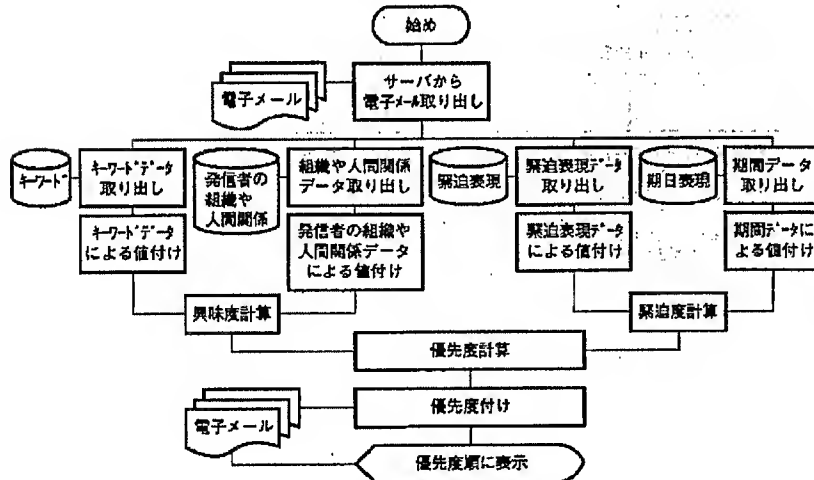 始め
サーバから
電子メール取り出し
電子メール
キーワード
キーワードデータ
取り出し
発信者の
組織や
人間関係
組織や人間関係
データ取り出し
緊迫表現
緊迫表現データ
取り出し
期日表現
期間データ
取り出し
キーワードデータ
による値付け
発信者の組織や
人間関係データ
による値付け
緊迫表現データ
による値付け
期間データに
よる値付け
興味度計算
緊迫度計算
優先度計算
電子メール
優先度付け
優先度順に表示